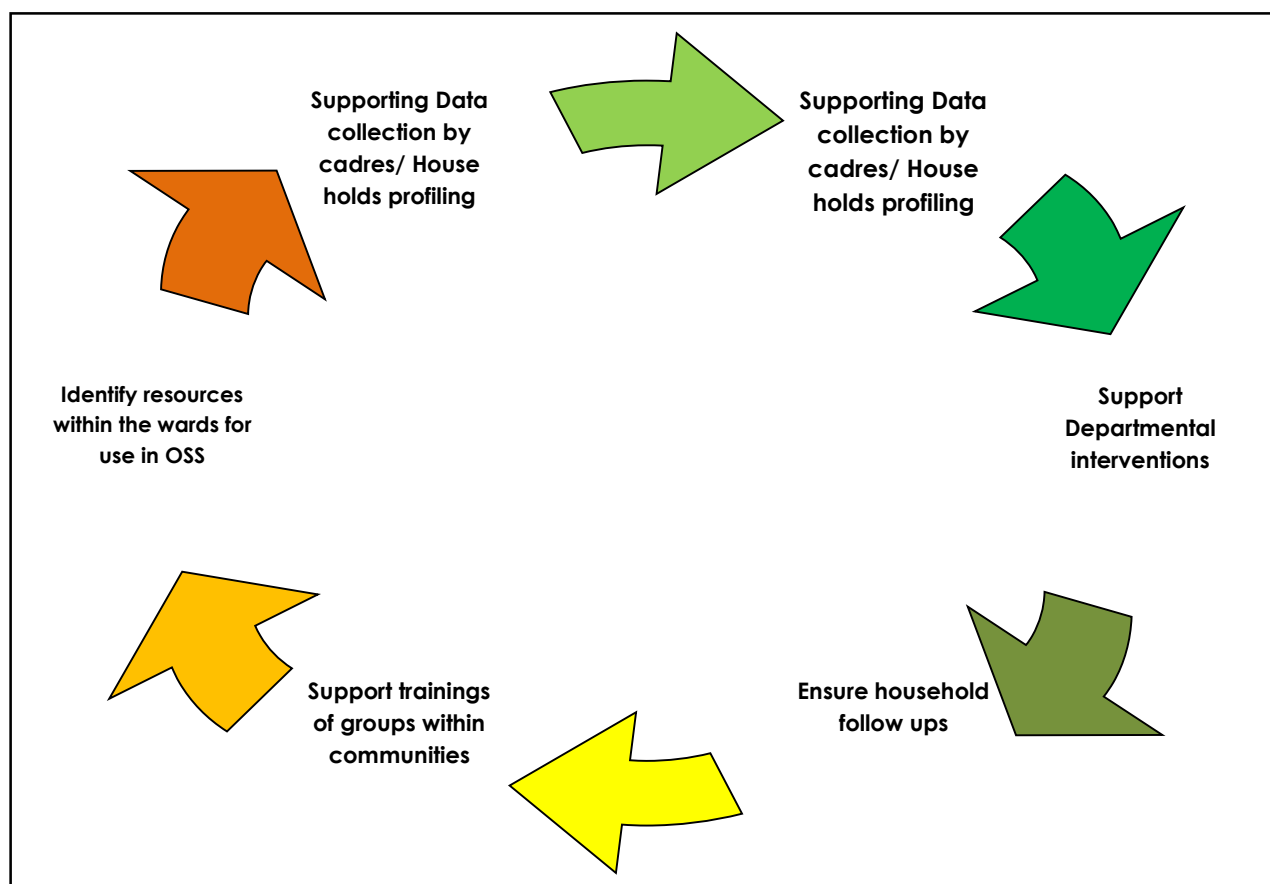 Supporting Data
collection by
cadres/ House
holds profiling
Supporting Data
collection by
cadres/ House
holds profiling
Support
Departmental
interventions
Ensure household
follow ups
Support trainings
of groups within
communities
Identify resources
within the wards for
use in OSS